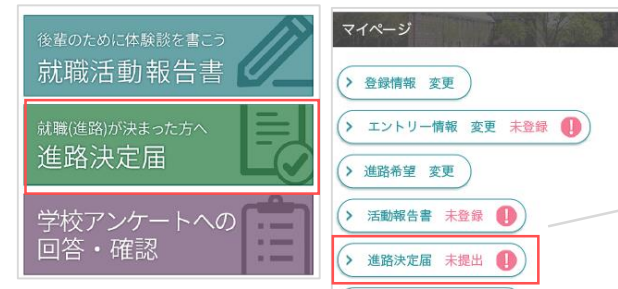 後輩のために体験談を書こう
就職活動報告書
就職(進路)が決まった方へ
進路決定届
学校アンケートへの
回答・確認
マイページ
登録情報 変更
エントリー情報 変更 未登録
進路希望 変更
活動報告書 未登録
進路決定届 未提出